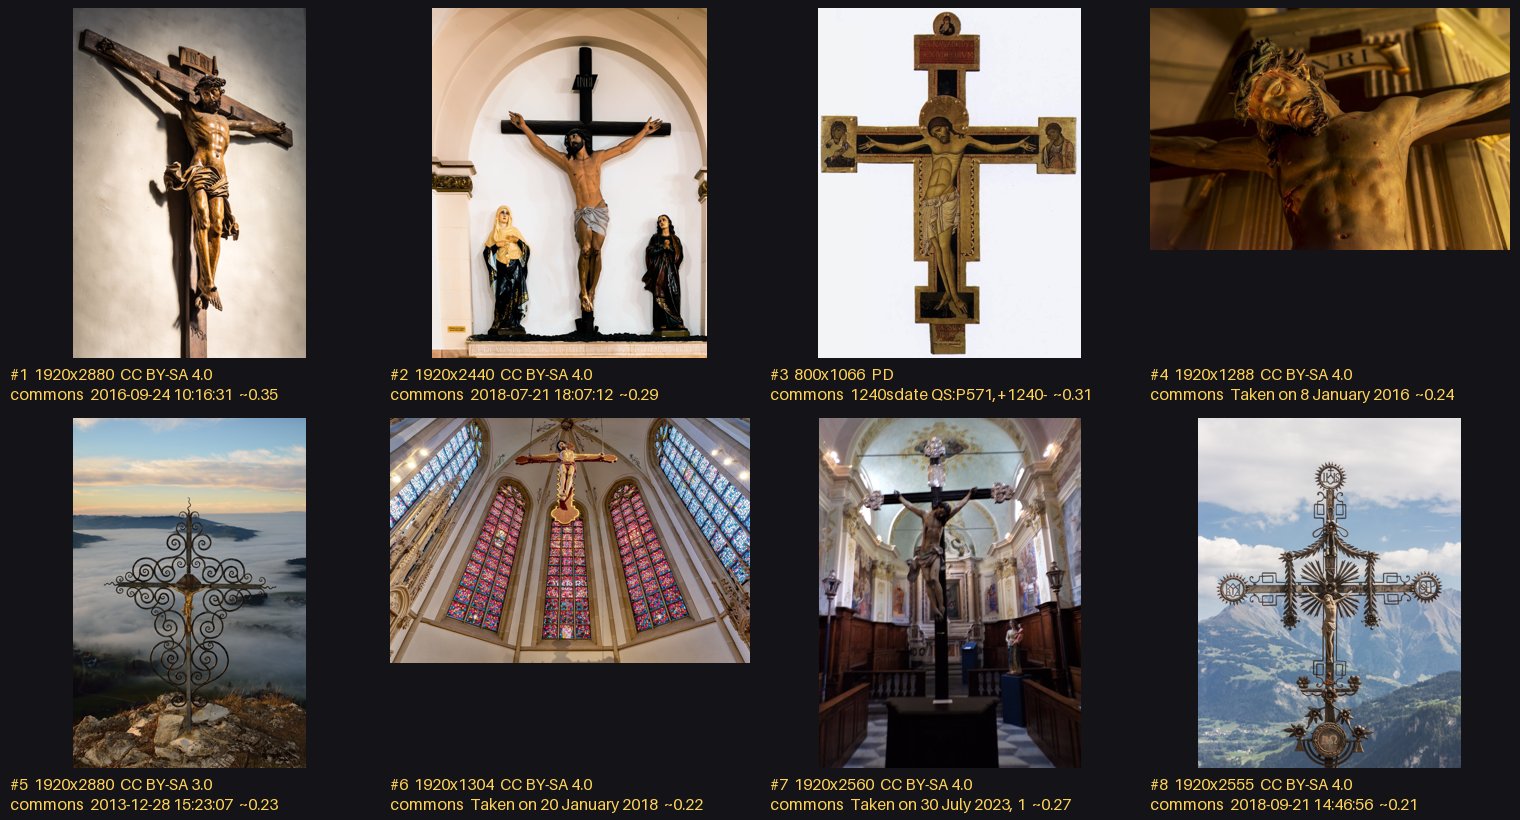 INRI
INRI
INRI
#1 1920x2880 CC BY-SA 4.0
commons 2016-09-24 10:16:31 ~0.35
#2 1920x2440 CC BY-SA 4.0
commons 2018-07-21 18:07:12 ~0.29
#3 800x1066 PD
commons 1240sdate QS:P571,+1240- ~0.31
#4 1920x1288 CC BY-SA 4.0
commons Taken on 8 January 2016 ~0.24
#5 1920x2880 CC BY-SA 3.0
commons 2013-12-28 15:23:07 ~0.23
#6 1920x1304 CC BY-SA 4.0
commons Taken on 20 January 2018 ~0.22
#7 1920x2560 CC BY-SA 4.0
commons Taken on 30 July 2023, 1 ~0.27
#8 1920x2555 CC BY-SA 4.0
commons 2018-09-21 14:46:56 ~0.21